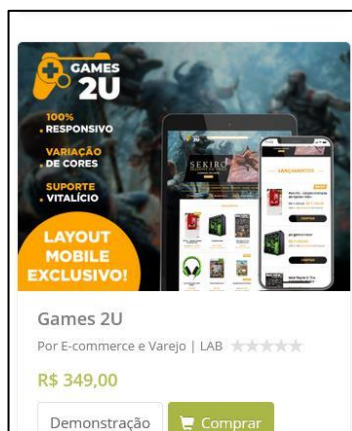 GAMES
2U
100%
. RESPONSIVO
VARIAÇÃO
. DE CORES
SUPORTE
. VITALÍCIO
LAYOUT
MOBILE
EXCLUSIVO!
SEKIRO
LANÇAMENTOS
Games 2U
Por E-commerce e Varejo | LAB
R$ 349,00
Demonstração
Comprar